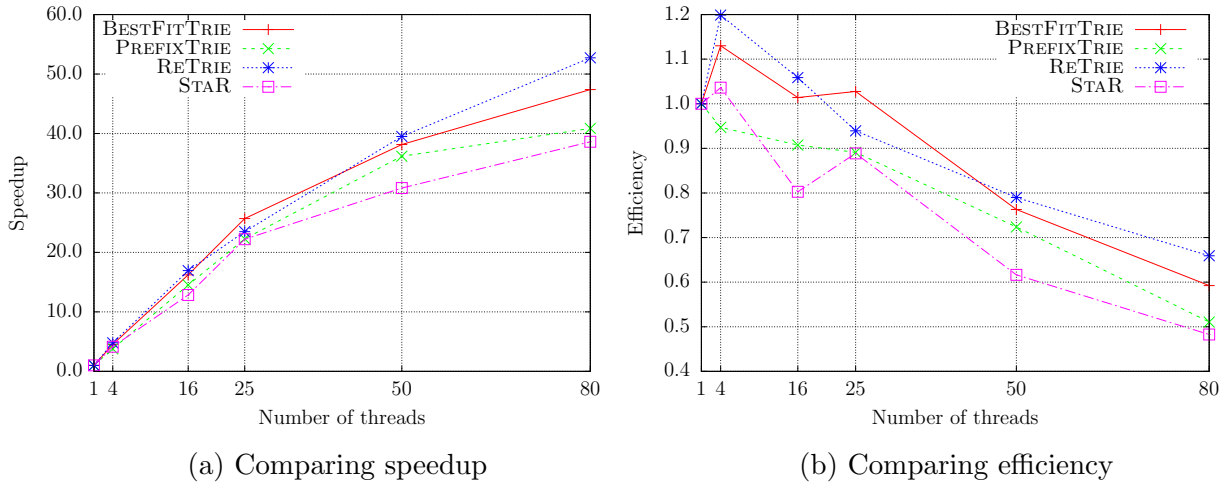 60.0
50.0
40.0
30.0
20.0
10.0
0.0
Speedup
BESTFITTRIE
PREFIXTRIE
RETRIE
STAR
1 4 16 25 50 80
Number of threads
(a) Comparing speedup
1.2
1.1
1.0
0.9
0.8
0.7
0.6
0.5
0.4
Efficiency
BESTFITTRIE
PREFIXTRIE
RETRIE
STAR
1 4 16 25 50 80
Number of threads
(b) Comparing efficiency